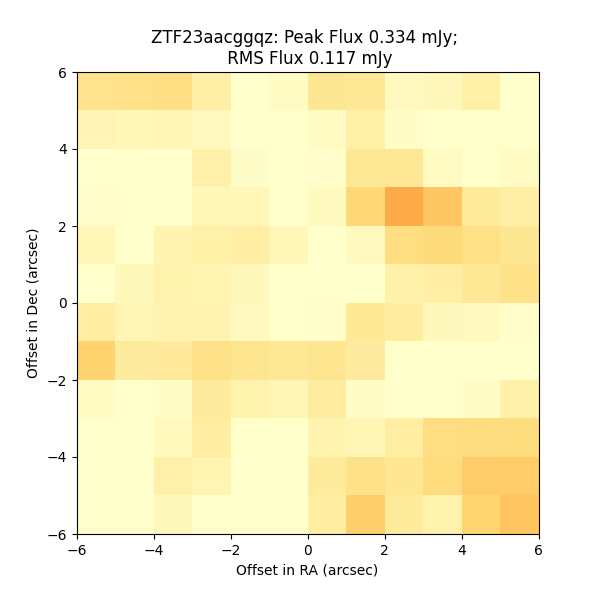 ZTF23aacggqz: Peak Flux 0.334 mJy;
RMS Flux 0.117 mJy
6
4
2
0
−2
−4
−6
Offset in Dec (arcsec)
−6 −4 −2 0 2 4 6
Offset in RA (arcsec)